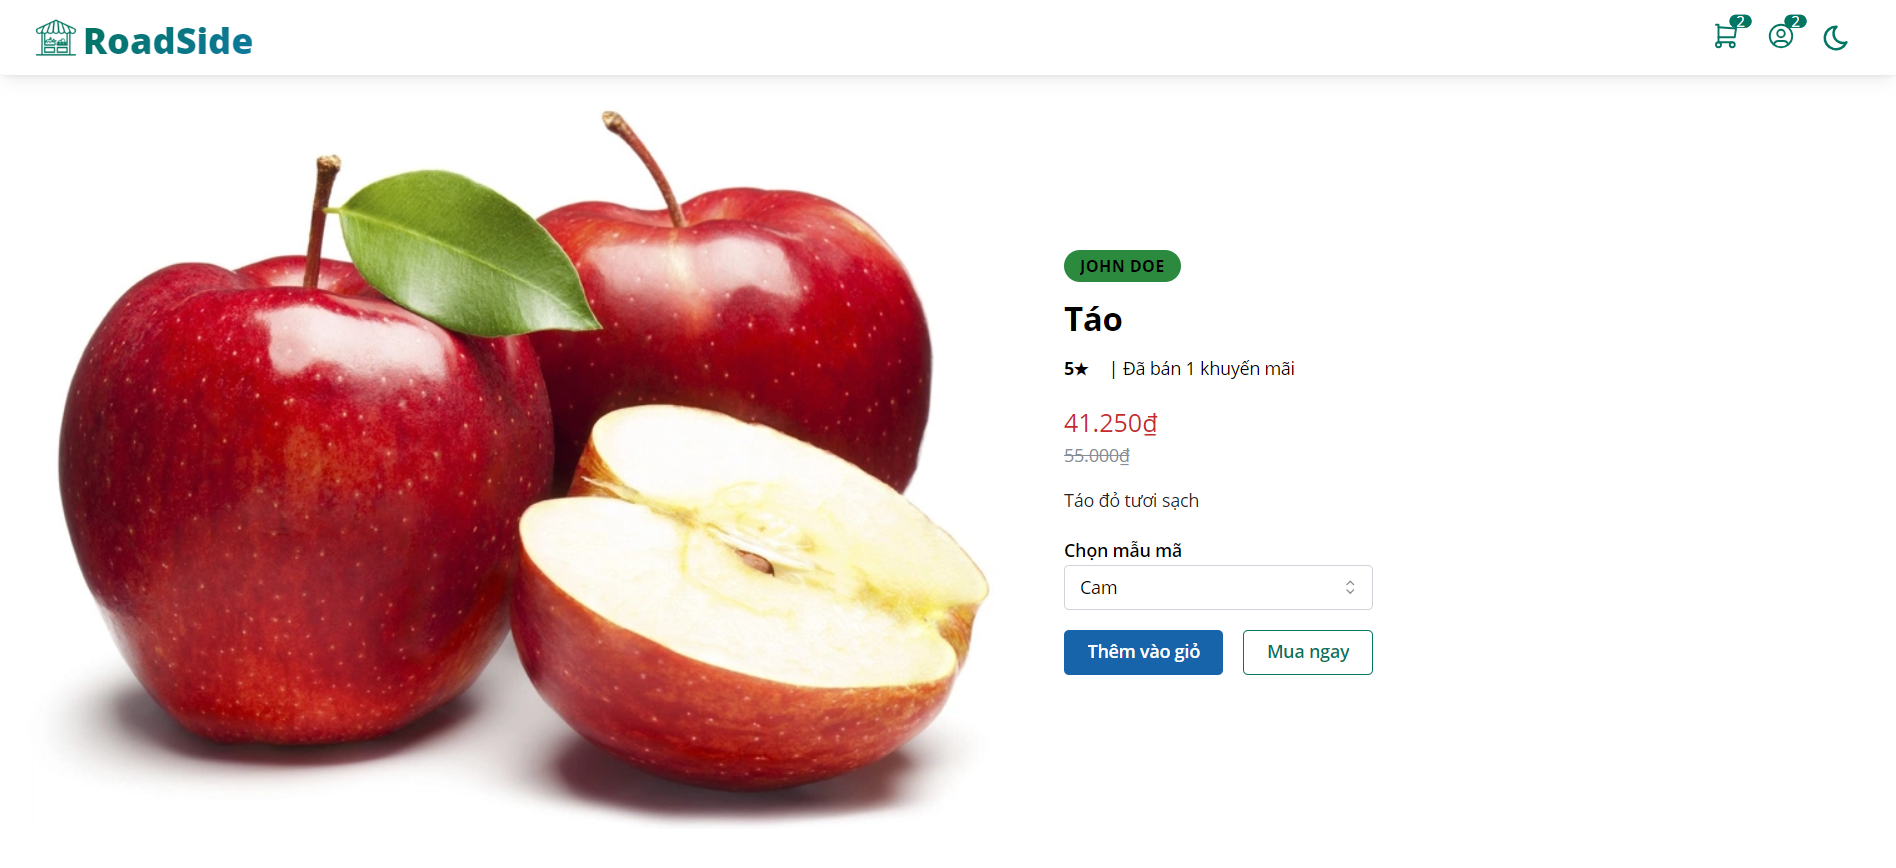 RoadSide
2
2
JOHN DOE
Táo
5★ | Đã bán 1 khuyến mãi
41.250₫
55.000₫
Táo đỏ tươi sạch
Chọn mẫu mã
Cam
Thêm vào giỏ
Mua ngay